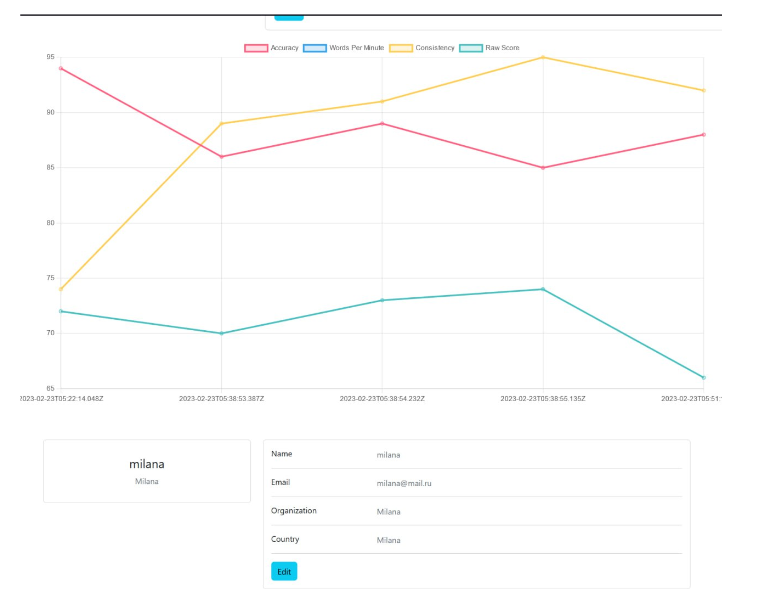 Accuracy Words Per Minute Consistency Raw Score
95
90
85
80
75
70
65
2023-02-23T05:22:14.048Z 2023-02-23T05:38:53.387Z 2023-02-23T05:38:54.232Z 2023-02-23T05:38:55.135Z 2023-02-23T05:51:
milana
Milana
Name milana
Email milana@mail.ru
Organization Milana
Country Milana
Edit